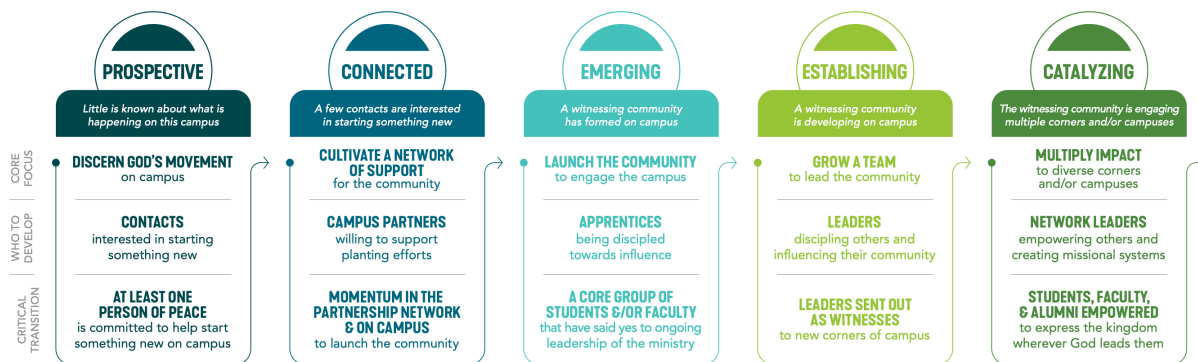 PROSPECTIVE
Little is known about what is
happening on this campus
CONNECTED
A few contacts are interested
in starting something new
EMERGING
A witnessing community
has formed on campus
ESTABLISHING
A witnessing community
is developing on campus
CATALYZING
The witnessing community is engaging
multiple corners and/or campuses
CORE
FOCUS
DISCERN GOD'S MOVEMENT
on campus
CULTIVATE A NETWORK
OF SUPPORT
for the community
LAUNCH THE COMMUNITY
to engage the campus
GROW A TEAM
to lead the community
MULTIPLY IMPACT
to diverse corners
and/or campuses
WHO TO
DEVELOP
CONTACTS
interested in starting
something new
CAMPUS PARTNERS
willing to support
planting efforts
APPRENTICES
being discipled
towards influence
LEADERS
discipling others and
influencing their community
NETWORK LEADERS
empowering others and
creating missional systems
CRITICAL
TRANSITION
AT LEAST ONE
PERSON OF PEACE
is committed to help start
something new on campus
MOMENTUM IN THE
PARTNERSHIP NETWORK
& ON CAMPUS
to launch the community
A CORE GROUP OF
STUDENTS &/OR FACULTY
that have said yes to ongoing
leadership of the ministry
LEADERS SENT OUT
AS WITNESSES
to new corners of campus
STUDENTS, FACULTY,
& ALUMNI EMPOWERED
to express the kingdom
wherever God leads them